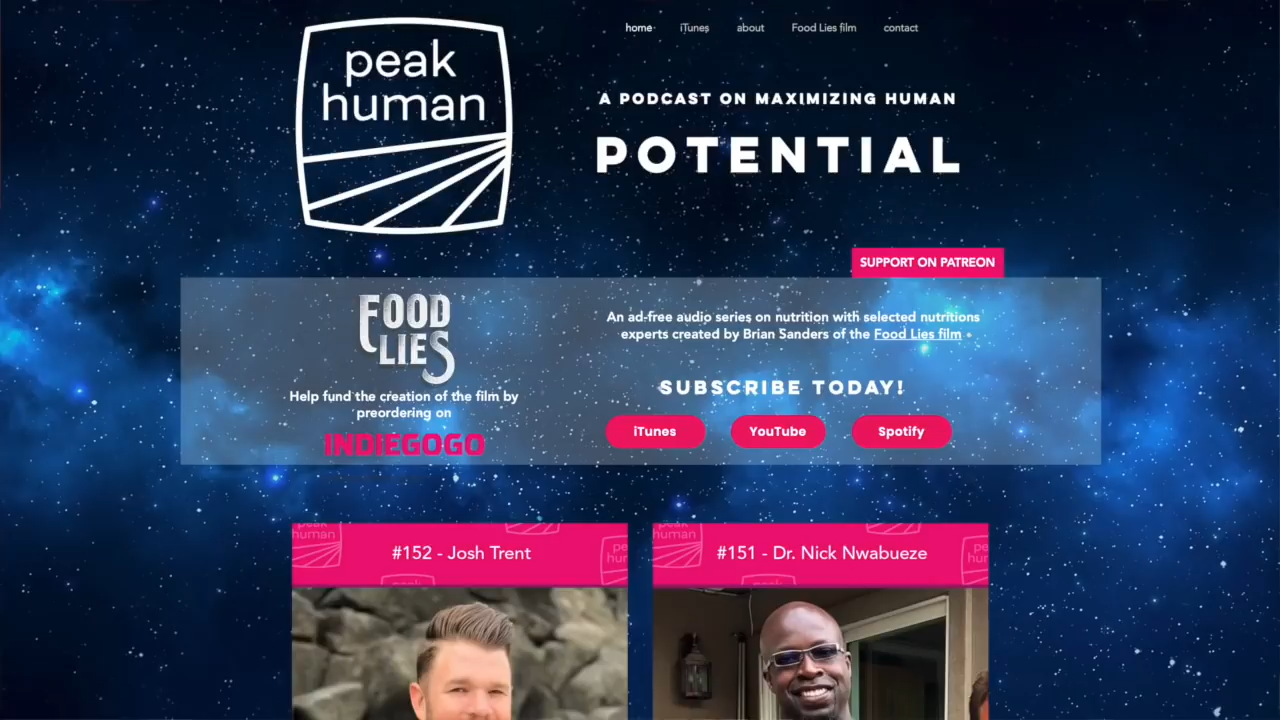 peak
human
home
iTunes
about
Food Lies film
contact
A PODCAST ON MAXIMIZING HUMAN
POTENTIAL
SUPPORT ON PATREON
FOOD
LIES
Help fund the creation of the film by
preordering on
INDIEGOGO
An ad-free audio series on nutrition with selected nutritions
experts created by Brian Sanders of the Food Lies film
SUBSCRIBE TODAY!
iTunes
YouTube
Spotify
#152 - Josh Trent
#151 - Dr. Nick Nwabueze